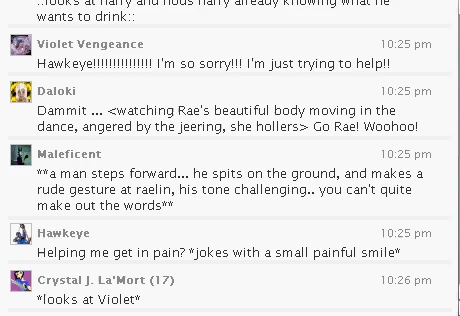 ::looks at harry and nods harry already knowing what he
wants to drink::
Violet Vengeance 10:25 pm
Hawkeye!!!!!!!!!!!!!!! I'm so sorry!!! I'm just trying to help!!
Daloki 10:25 pm
Dammit ... <watching Rae's beautiful body moving in the
dance, angered by the jeering, she hollers> Go Rae! Woohoo!
Maleficent 10:25 pm
**a man steps forward... he spits on the ground, and makes a
rude gesture at raelin, his tone challenging.. you can't quite
make out the words**
Hawkeye 10:25 pm
Helping me get in pain? *jokes with a small painful smile*
Crystal J. La'Mort (17) 10:26 pm
*looks at Violet*